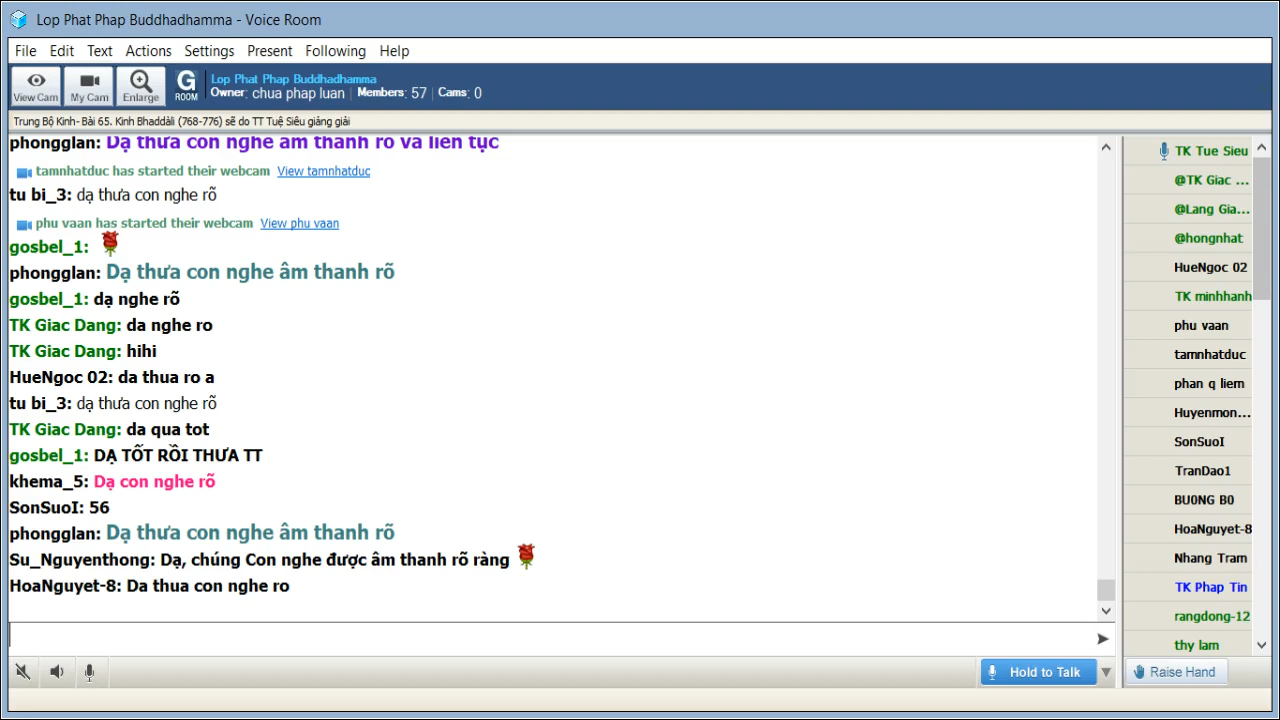 Lop Phat Phap Buddhadhamma - Voice Room
File Edit Text Actions Settings Present Following Help
View Cam My Cam Enlarge G ROOM
Lop Phat Phap Buddhadhamma
Owner: chua phap luan | Members: 57 | Cams: 0
Trung Bộ Kinh- Bài 65. Kinh Bhaddàli (768-776) sẽ do TT Tuệ Siêu giảng giải
phongglan: Dạ thưa con nghe âm thanh rõ và liên tục
tamnhatduc has started their webcam View tamnhatduc
tu bi_3: dạ thưa con nghe rõ
phu vaan has started their webcam View phu vaan
gosbel_1:
phongglan: Dạ thưa con nghe âm thanh rõ
gosbel_1: dạ nghe rõ
TK Giac Dang: da nghe ro
TK Giac Dang: hihi
HueNgoc 02: da thua ro a
tu bi_3: dạ thưa con nghe rõ
TK Giac Dang: da qua tot
gosbel_1: DẠ TỐT RỒI THƯA TT
khema_5: Dạ con nghe rõ
SonSuoI: 56
phongglan: Dạ thưa con nghe âm thanh rõ
Su_Nguyenthong: Dạ, chúng Con nghe được âm thanh rõ ràng
HoaNguyet-8: Da thua con nghe ro
TK Tue Sieu
@TK Giac ...
@Lang Gia...
@hongnhat
HueNgoc 02
TK minhhanh
phu vaan
tamnhatduc
phan q liem
Huyenmon...
SonSuoI
TranDao1
BU0NG B0
HoaNguyet-8
Nhang Tram
TK Phap Tin
rangdong-12
thy lam
Hold to Talk
Raise Hand